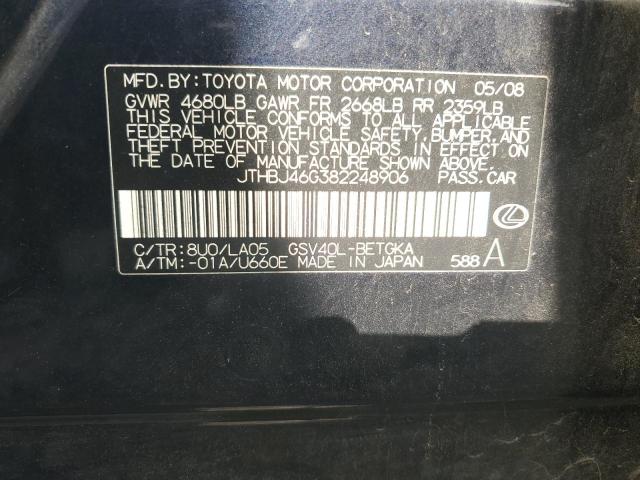 MFD. BY: TOYOTA MOTOR CORPORATION 05/08
GVWR 4680LB GAWR FR 2668LB RR 2359LB
THIS VEHICLE CONFORMS TO ALL APPLICABLE
FEDERAL MOTOR VEHICLE SAFETY, BUMPER, AND
THEFT PREVENTION STANDARDS IN EFFECT ON THE DATE OF
MANUFACTURE SHOWN ABOVE.
JTHBJ46G382248906 PASS. CAR
C/TR: 8U0/LA05 GSV40L-BETGKA
A/TM: -01A/U660E MADE IN JAPAN 588 A